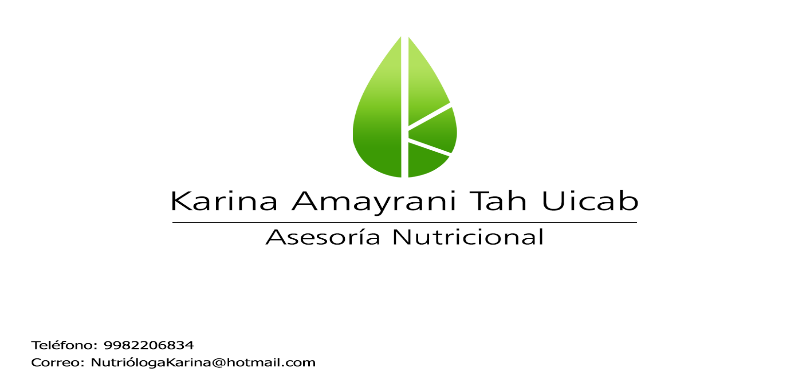 Karina Amayrani Tah Uicab
Asesoría Nutricional
Teléfono: 9982206834
Correo: NutriólogaKarina@hotmail.com